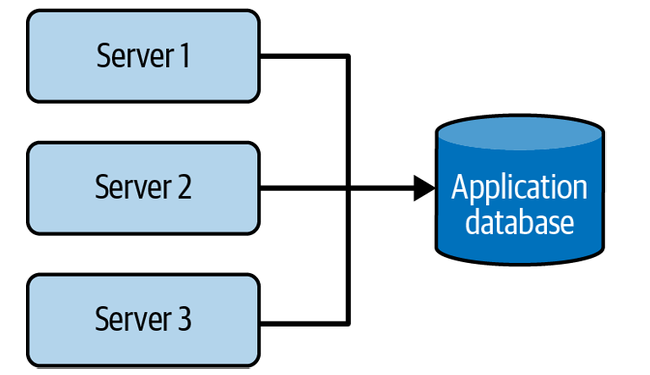 Server 1
Server 2
Application
database
Server 3